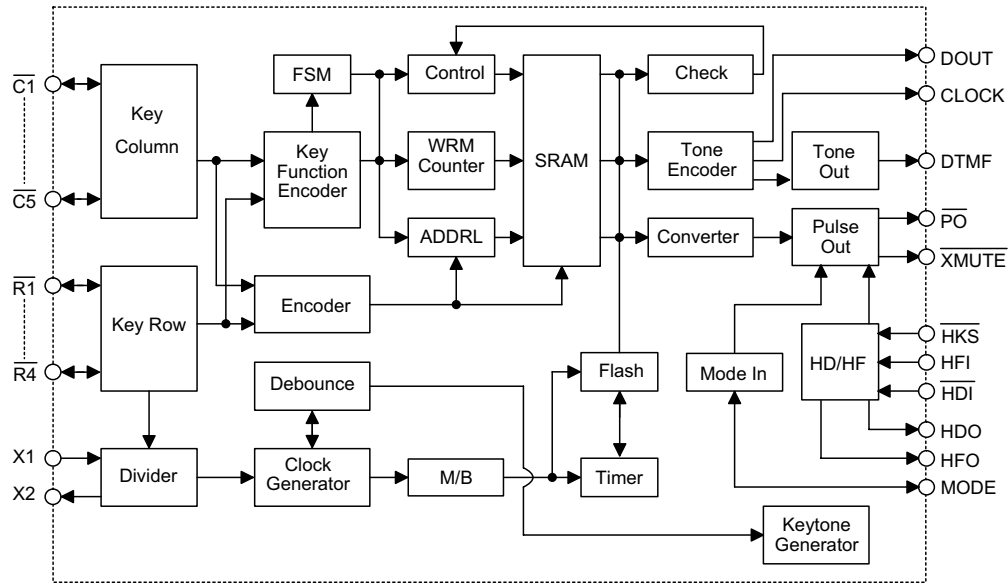 C1
C5
R1
R4
X1
X2
Key
Column
Key Row
Divider
FSM
Key
Function
Encoder
Encoder
Debounce
Clock
Generator
Control
WRM
Counter
ADDRL
M/B
SRAM
Check
Tone
Encoder
Converter
Flash
Timer
Tone
Out
Pulse
Out
Mode In
HD/HF
Keytone
Generator
DOUT
CLOCK
DTMF
PO
XMUTE
HKS
HFI
HDI
HDO
HFO
MODE